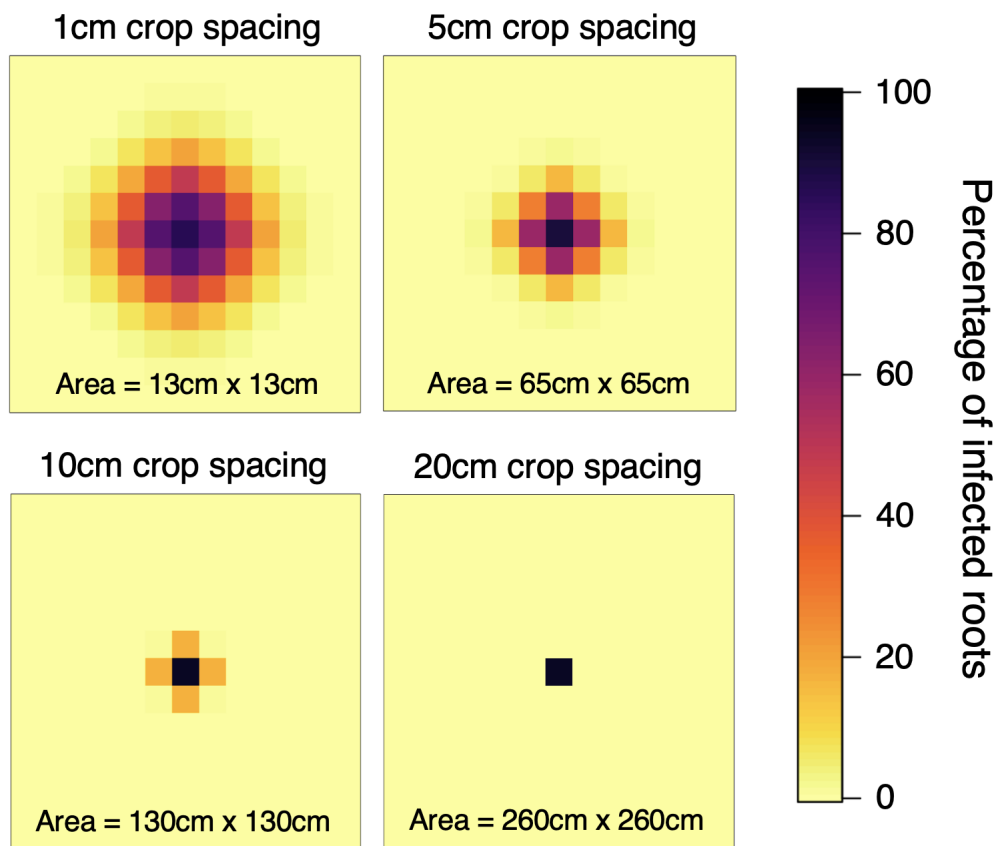 1cm crop spacing
5cm crop spacing
Area = 13cm x 13cm
Area = 65cm x 65cm
10cm crop spacing
20cm crop spacing
Area = 130cm x 130cm
Area = 260cm x 260cm
100
80
60
40
20
0
Percentage of infected roots